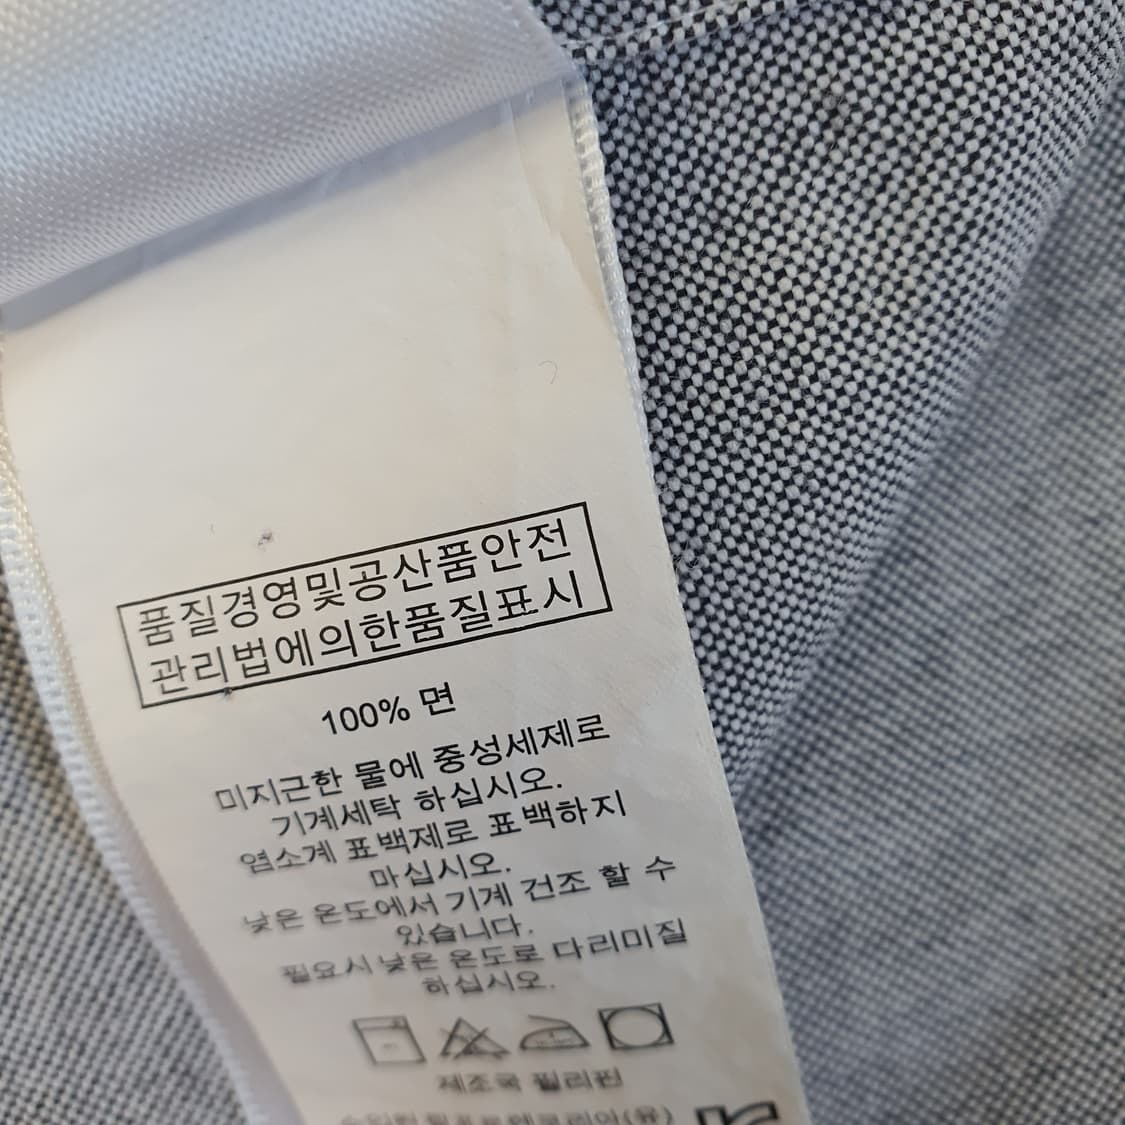 품질경영및공산품안전
관리법에의한품질표시
100% 면
미지근한 물에 중성세제로
기계세탁 하십시오.
염소계 표백제로 표백하지
마십시오.
낮은 온도에서 기계 건조 할 수
있습니다.
필요시 낮은 온도로 다리미질
하십시오.
제조국 필리핀